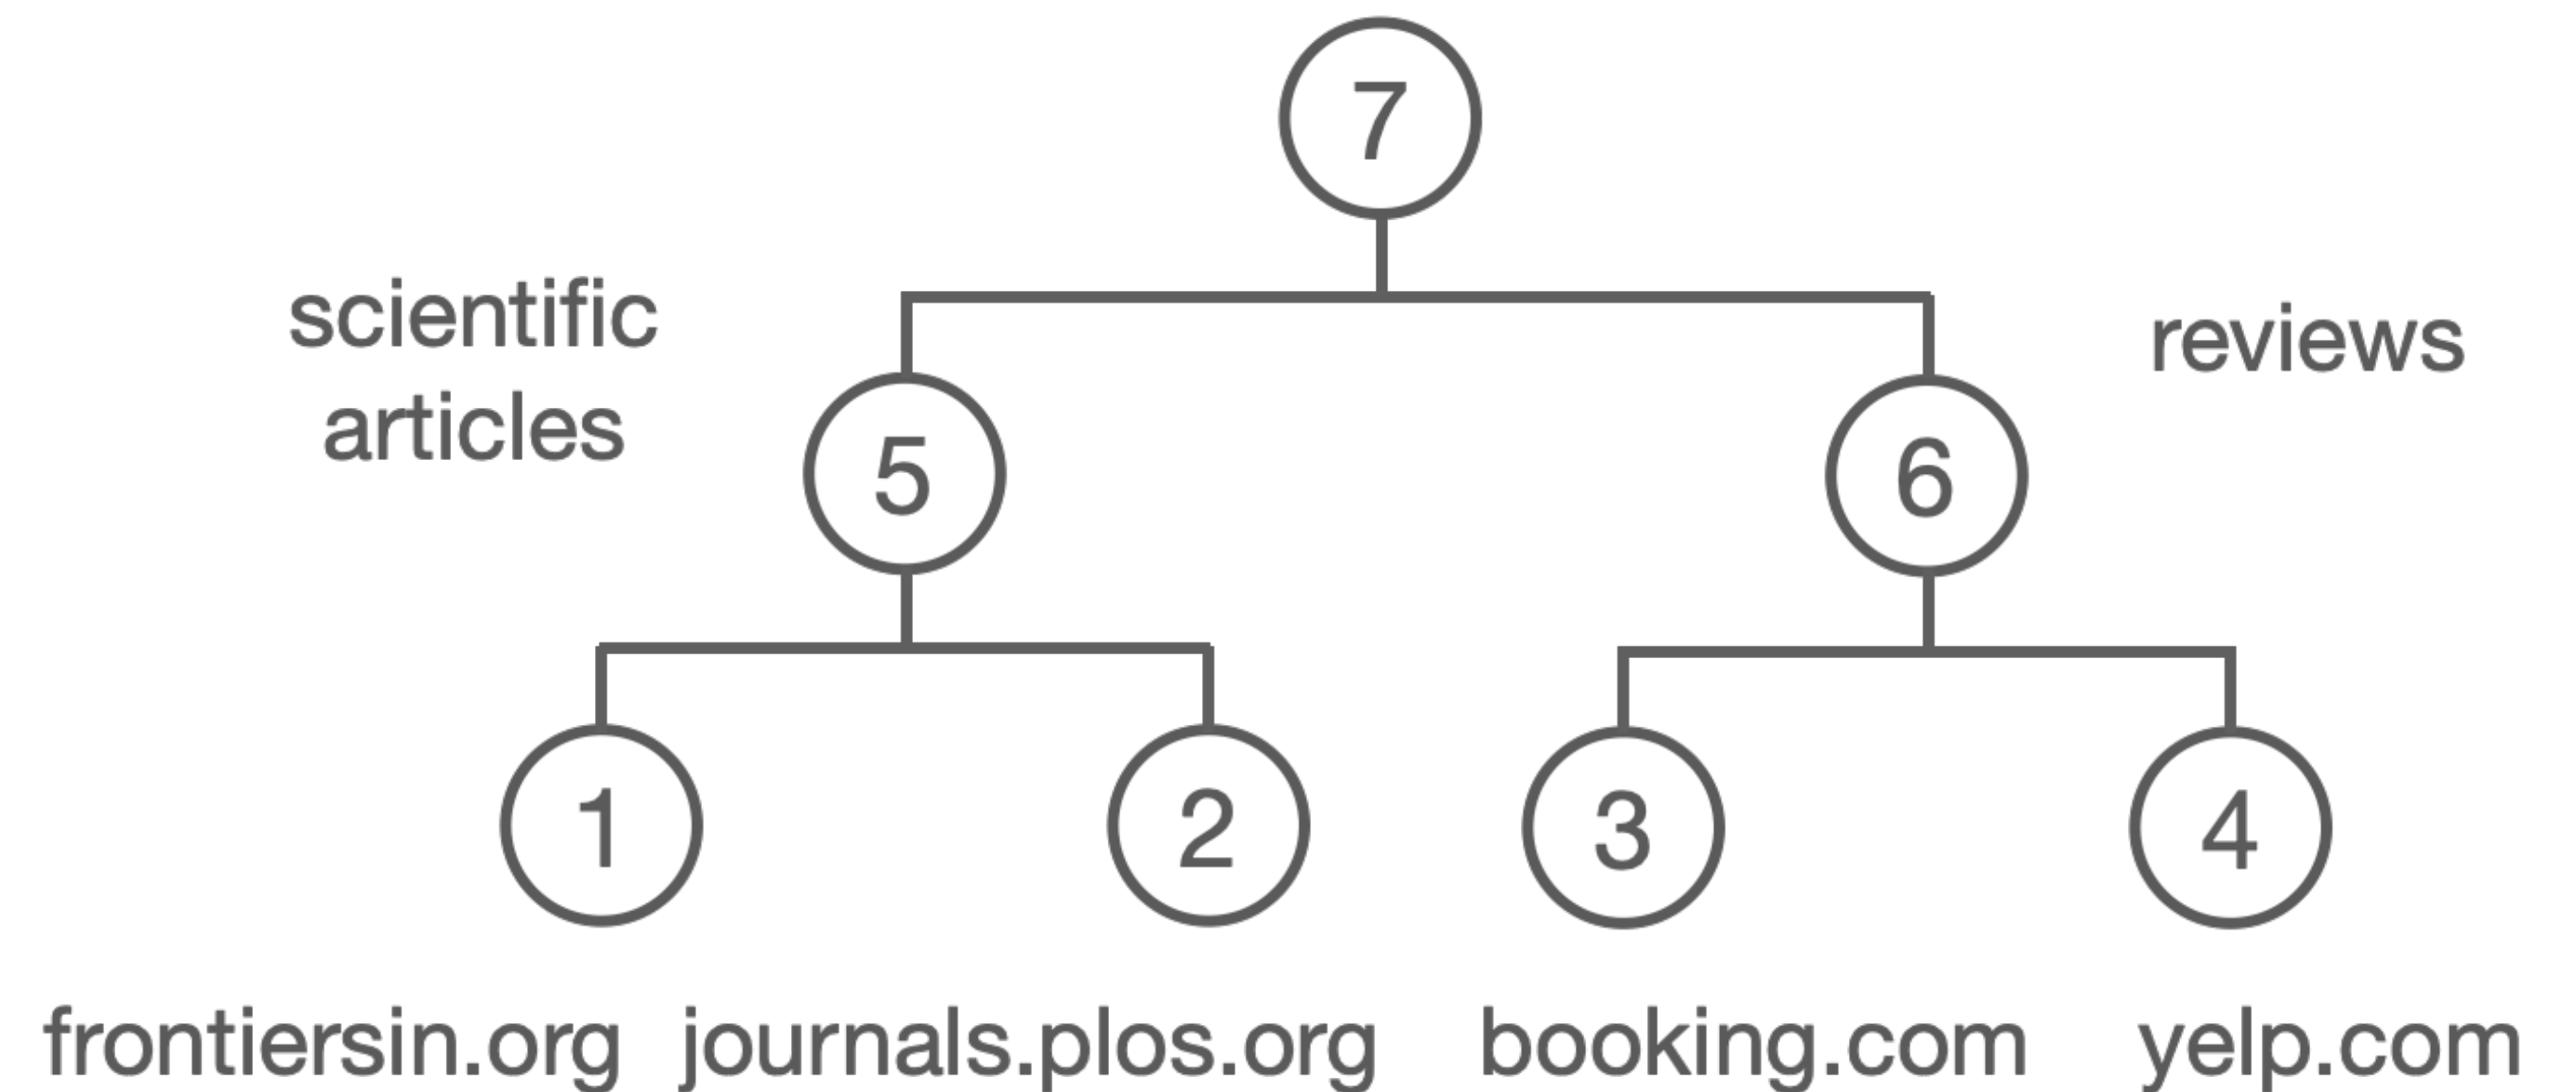 7
scientific
articles
reviews
5
6
1
2
3
4
frontiersin.org
journals.plos.org
booking.com
yelp.com